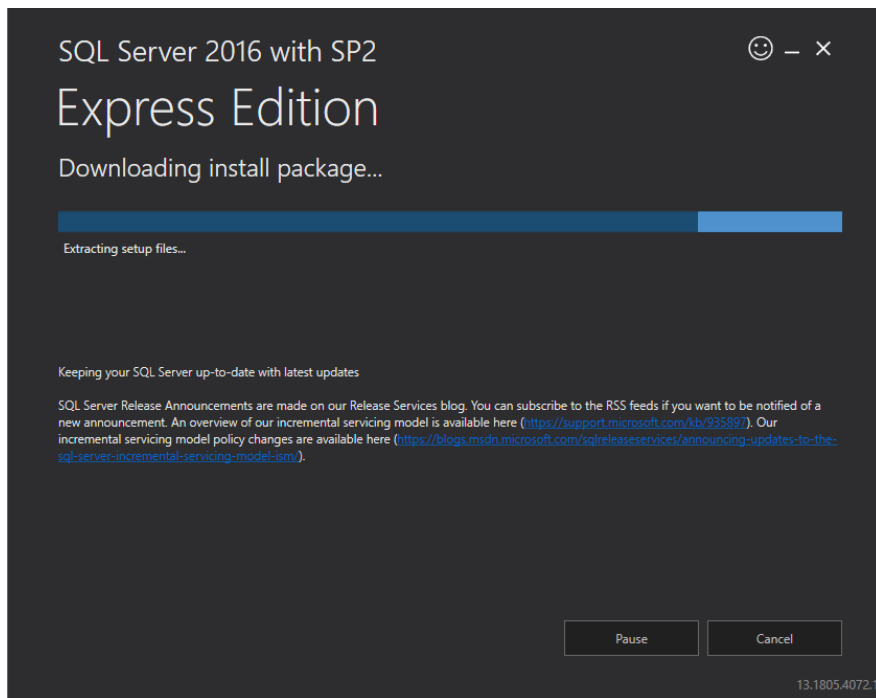 SQL Server 2016 with SP2
Express Edition
Downloading install package...
Extracting setup files...
Keeping your SQL Server up-to-date with latest updates
SQL Server Release Announcements are made on our Release Services blog. You can subscribe to the RSS feeds if you want to be notified of a
new announcement. An overview of our incremental servicing model is available here (https://support.microsoft.com/kb/935897). Our
incremental servicing model policy changes are available here (https://blogs.msdn.microsoft.com/sqlreleaseservices/announcing-updates-to-the-
sql-server-incremental-servicing-model-ism/).
Pause Cancel
13.1805.4072.1